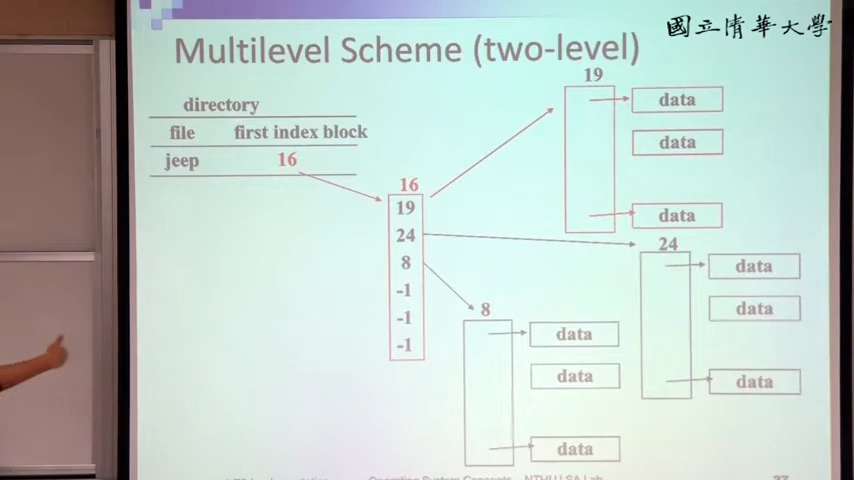 國立清華大學
Multilevel Scheme (two-level)
directory
file first index block
jeep 16
16
19
24
8
-1
-1
-1
19
data
data
data
24
data
data
data
8
data
data
data
Operating System Concepts – NTHU LSA Lab